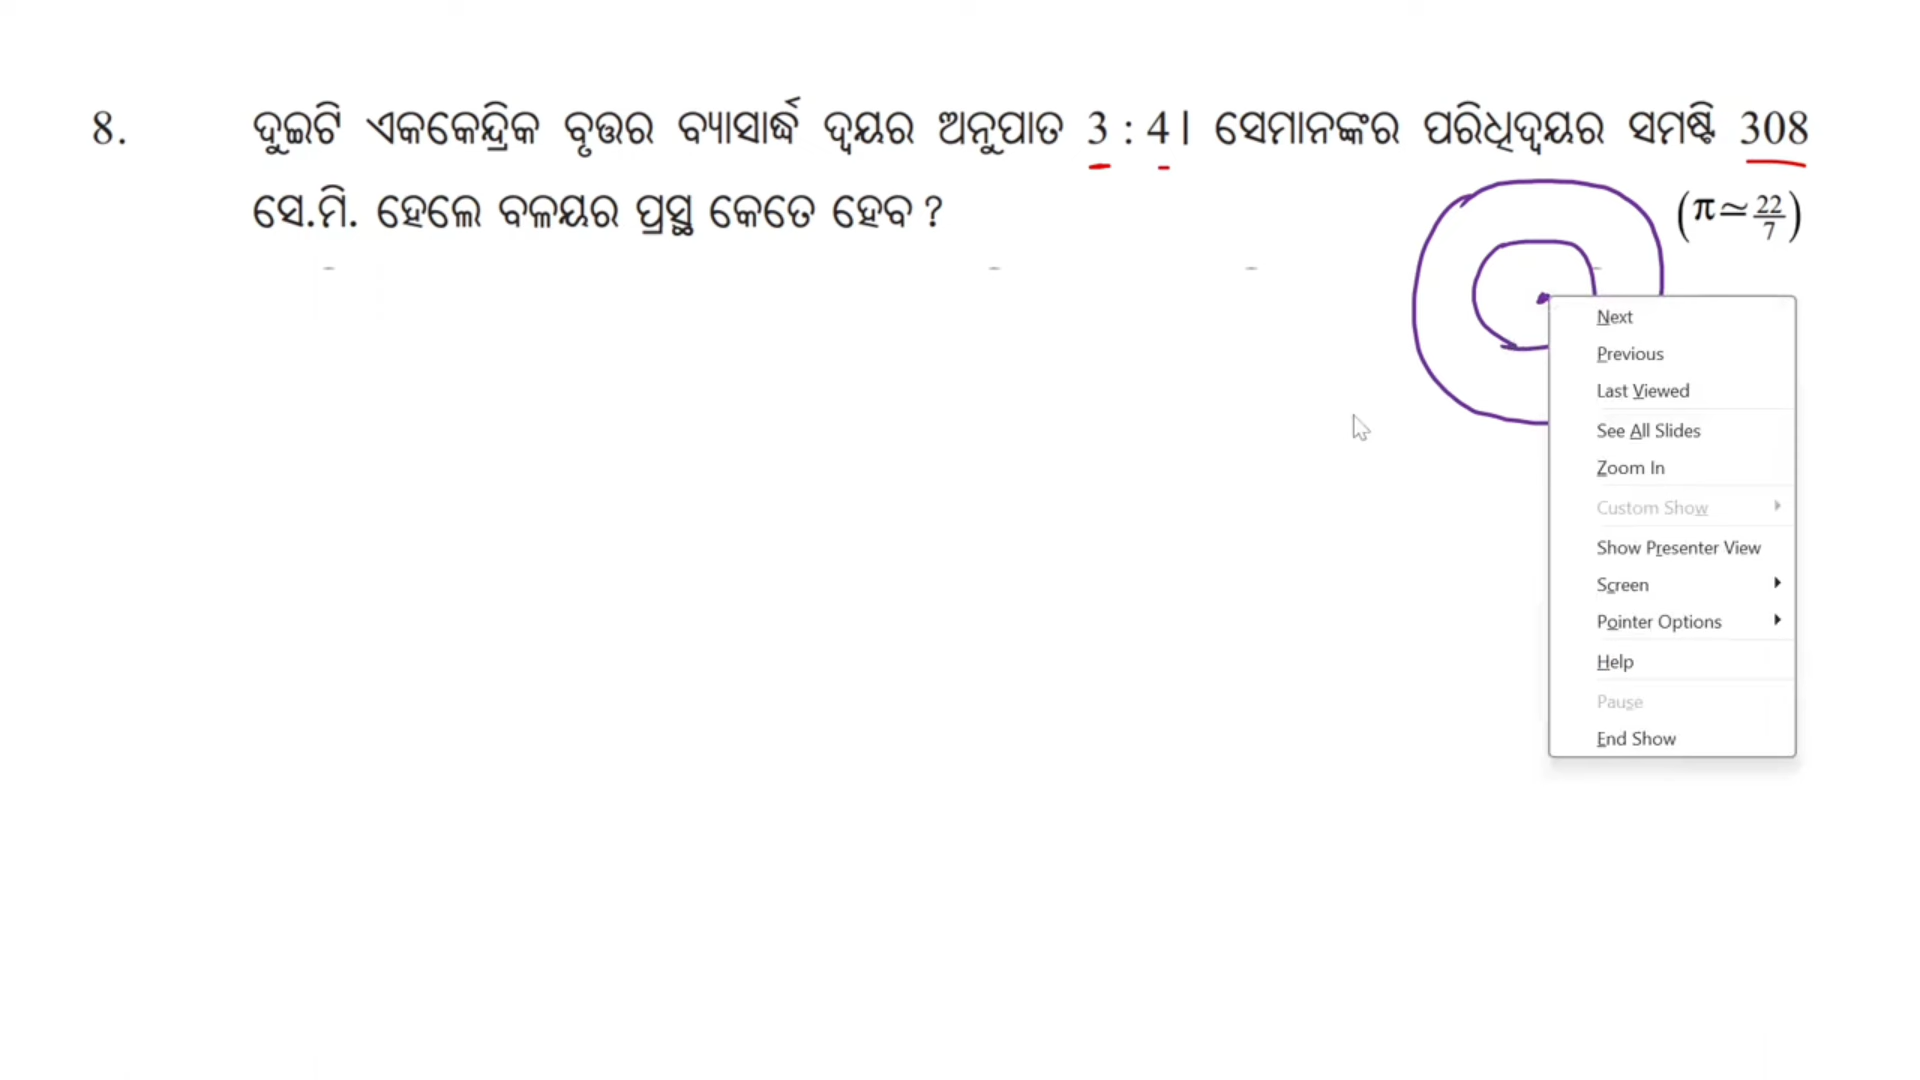 8. ଦୁଇଟି ଏକକେନ୍ଦ୍ରିକ ବୃତ୍ତର ବ୍ୟାସାର୍ଦ୍ଧ ଦ୍ୱୟର ଅନୁପାତ 3 : 4। ସେମାନଙ୍କର ପରିଧିଦ୍ୱୟର ସମଷ୍ଟି 308
ସେ.ମି. ହେଲେ ବଳୟର ପ୍ରସ୍ଥ କେତେ ହେବ ? (π≃22/7)
Next
Previous
Last Viewed
See All Slides
Zoom In
Custom Show
Show Presenter View
Screen
Pointer Options
Help
Pause
End Show